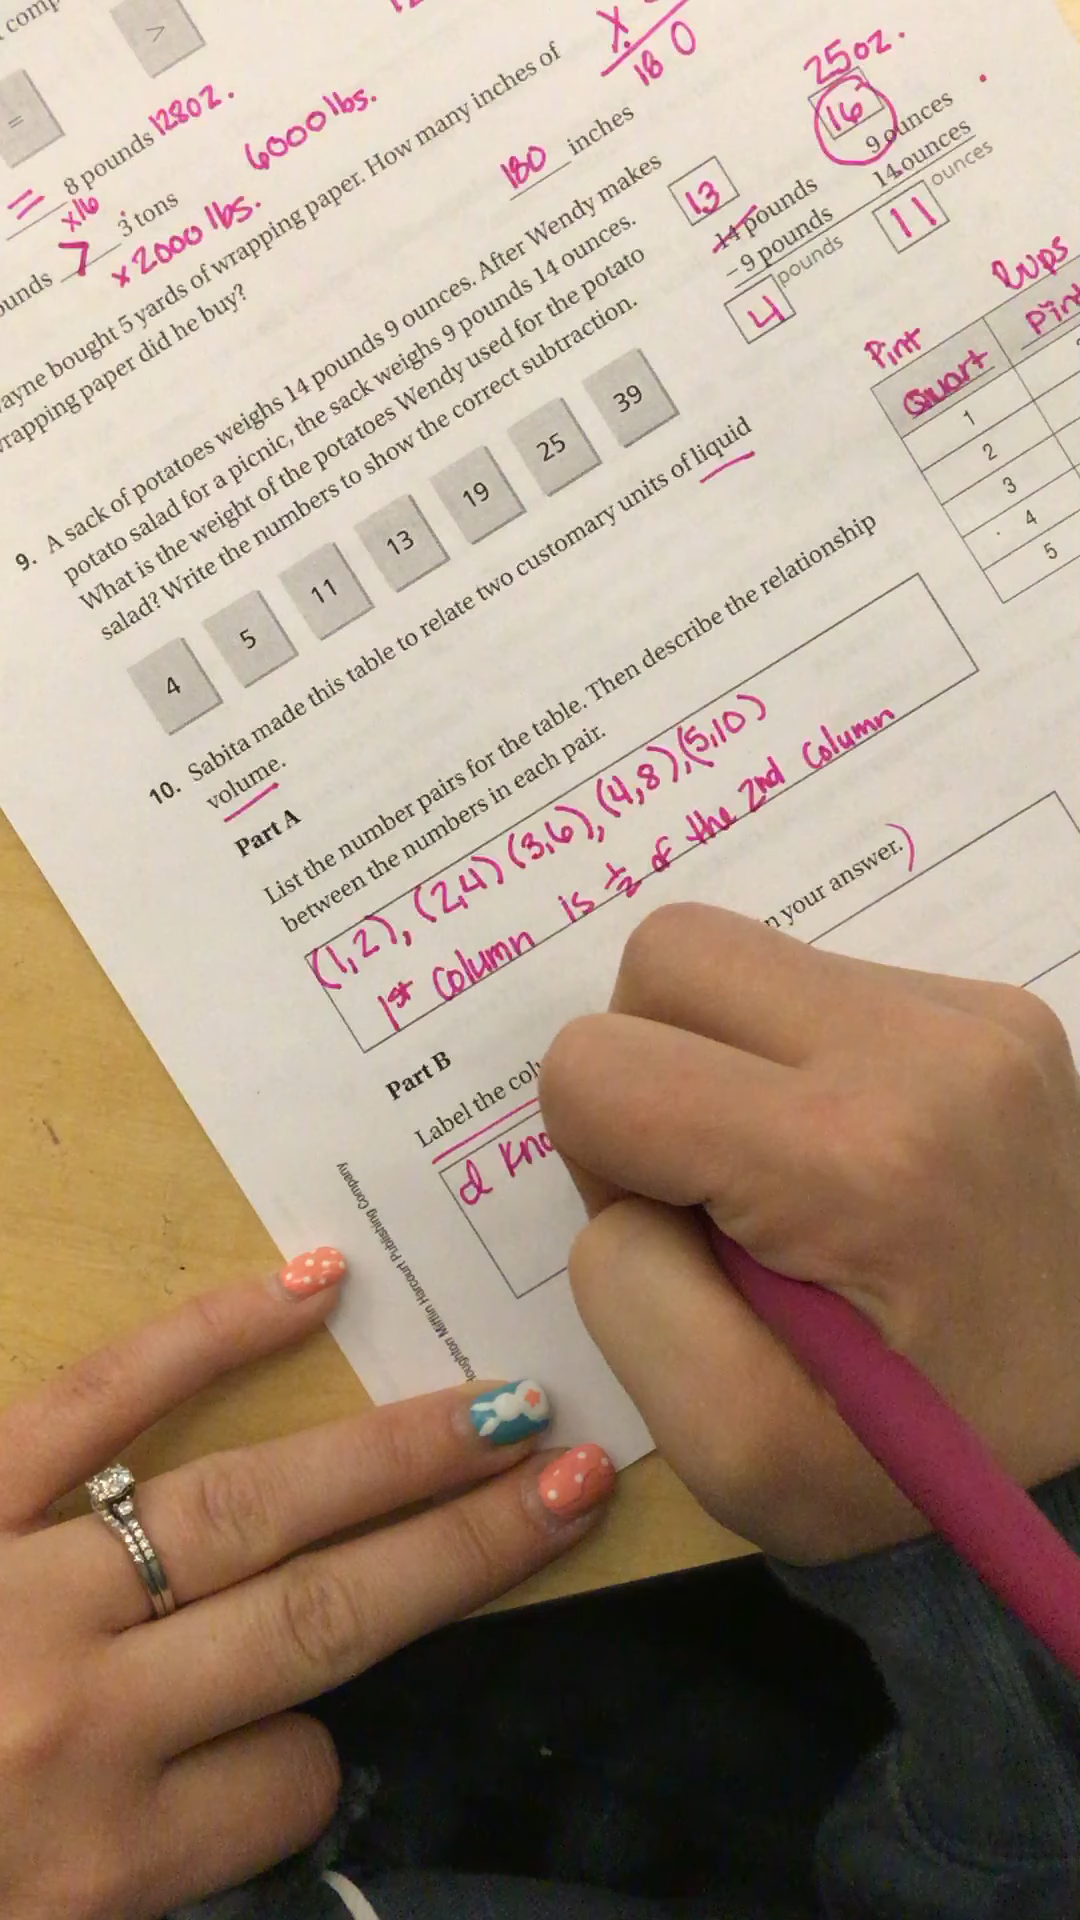 >
=
= 8 pounds 128oz.
x16
6000 lbs.
> 3 tons
x 2000 lbs.
x.
180
bought 5 yards of wrapping paper. How many inches of
wrapping paper did he buy?
180 inches
9. A sack of potatoes weighs 14 pounds 9 ounces. After Wendy makes
potato salad for a picnic, the sack weighs 9 pounds 14 ounces.
What is the weight of the potatoes Wendy used for the potato
salad? Write the numbers to show the correct subtraction.
25oz.
13 16
14 pounds 9 ounces
-9 pounds 14 ounces
4 pounds 11 ounces
4 5 11 13 19 25 39
10. Sabita made this table to relate two customary units of liquid
volume.
Cups
Pint
Quart
1
2
3
4
5
Part A
List the number pairs for the table. Then describe the relationship
between the numbers in each pair.
(1,2), (2,4) (3,6), (4,8), (5,10)
1st column is 1/2 of the 2nd column
Part B
Label the
in your answer.)
I
Houghton Mifflin Harcourt Publishing Company